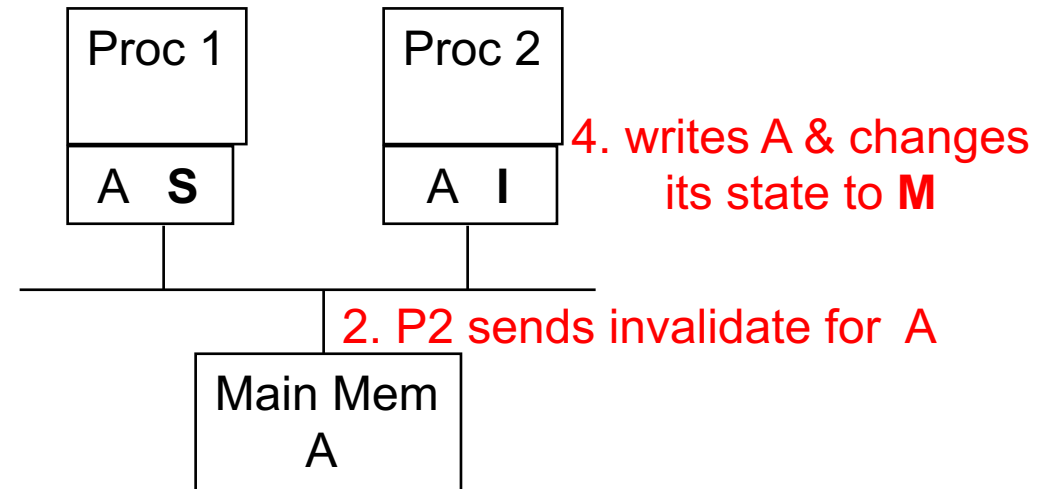 Proc 1
Proc 2
4. writes A & changes
its state to M
A S
A I
2. P2 sends invalidate for A
Main Mem
A